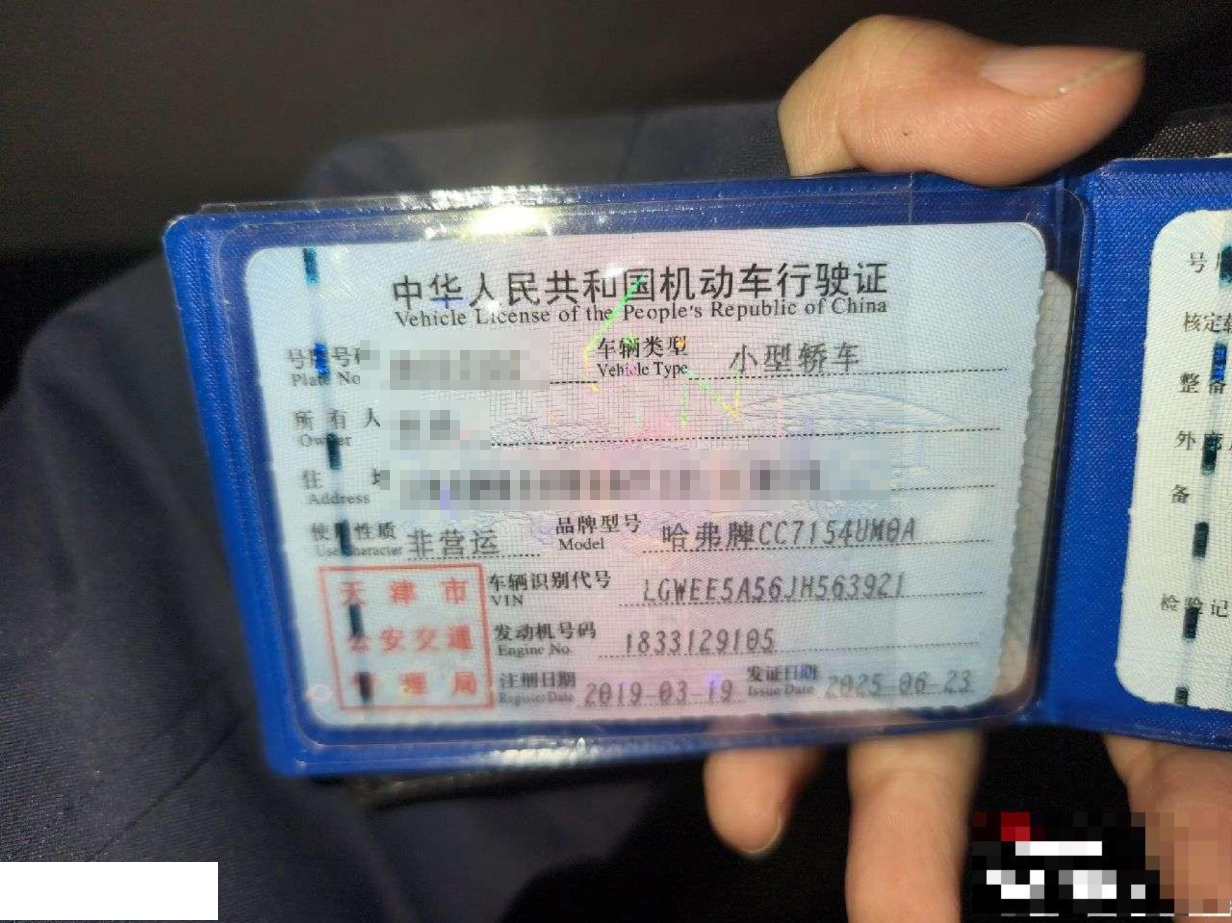 中华人民共和国机动车行驶证
Vehicle License of the People's Republic of China
号牌号码 车辆类型 小型轿车
Plate No Vehicle Type
所有人
Owner
住址
Address
使用性质 非营运 品牌型号 哈弗牌CC7154UM0A
Use Character Model
天津市
公安交通
管理局
车辆识别代号 LGWEE5A56JH563921
VIN
发动机号码 1833129105
Engine No.
注册日期 2019-03-19 发证日期 2025-06-23
Register Date Issue Date
号
核定
整备
外
备
检验记